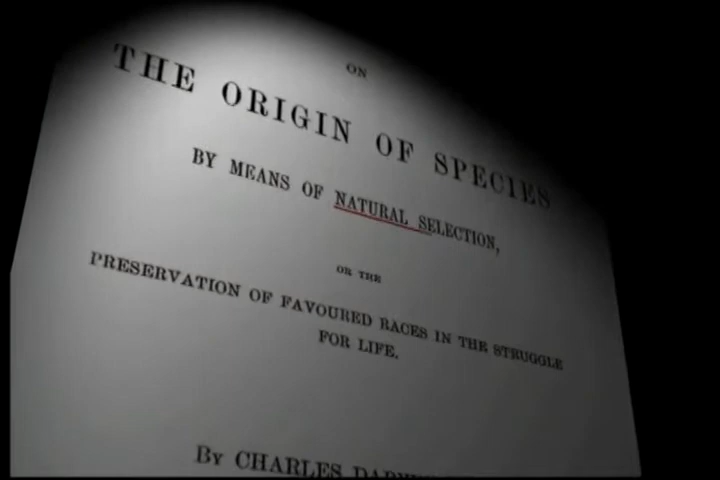 ON
THE ORIGIN OF SPECIES
BY MEANS OF NATURAL SELECTION,
OR THE
PRESERVATION OF FAVOURED RACES IN THE STRUGGLE
FOR LIFE.
By CHARLES